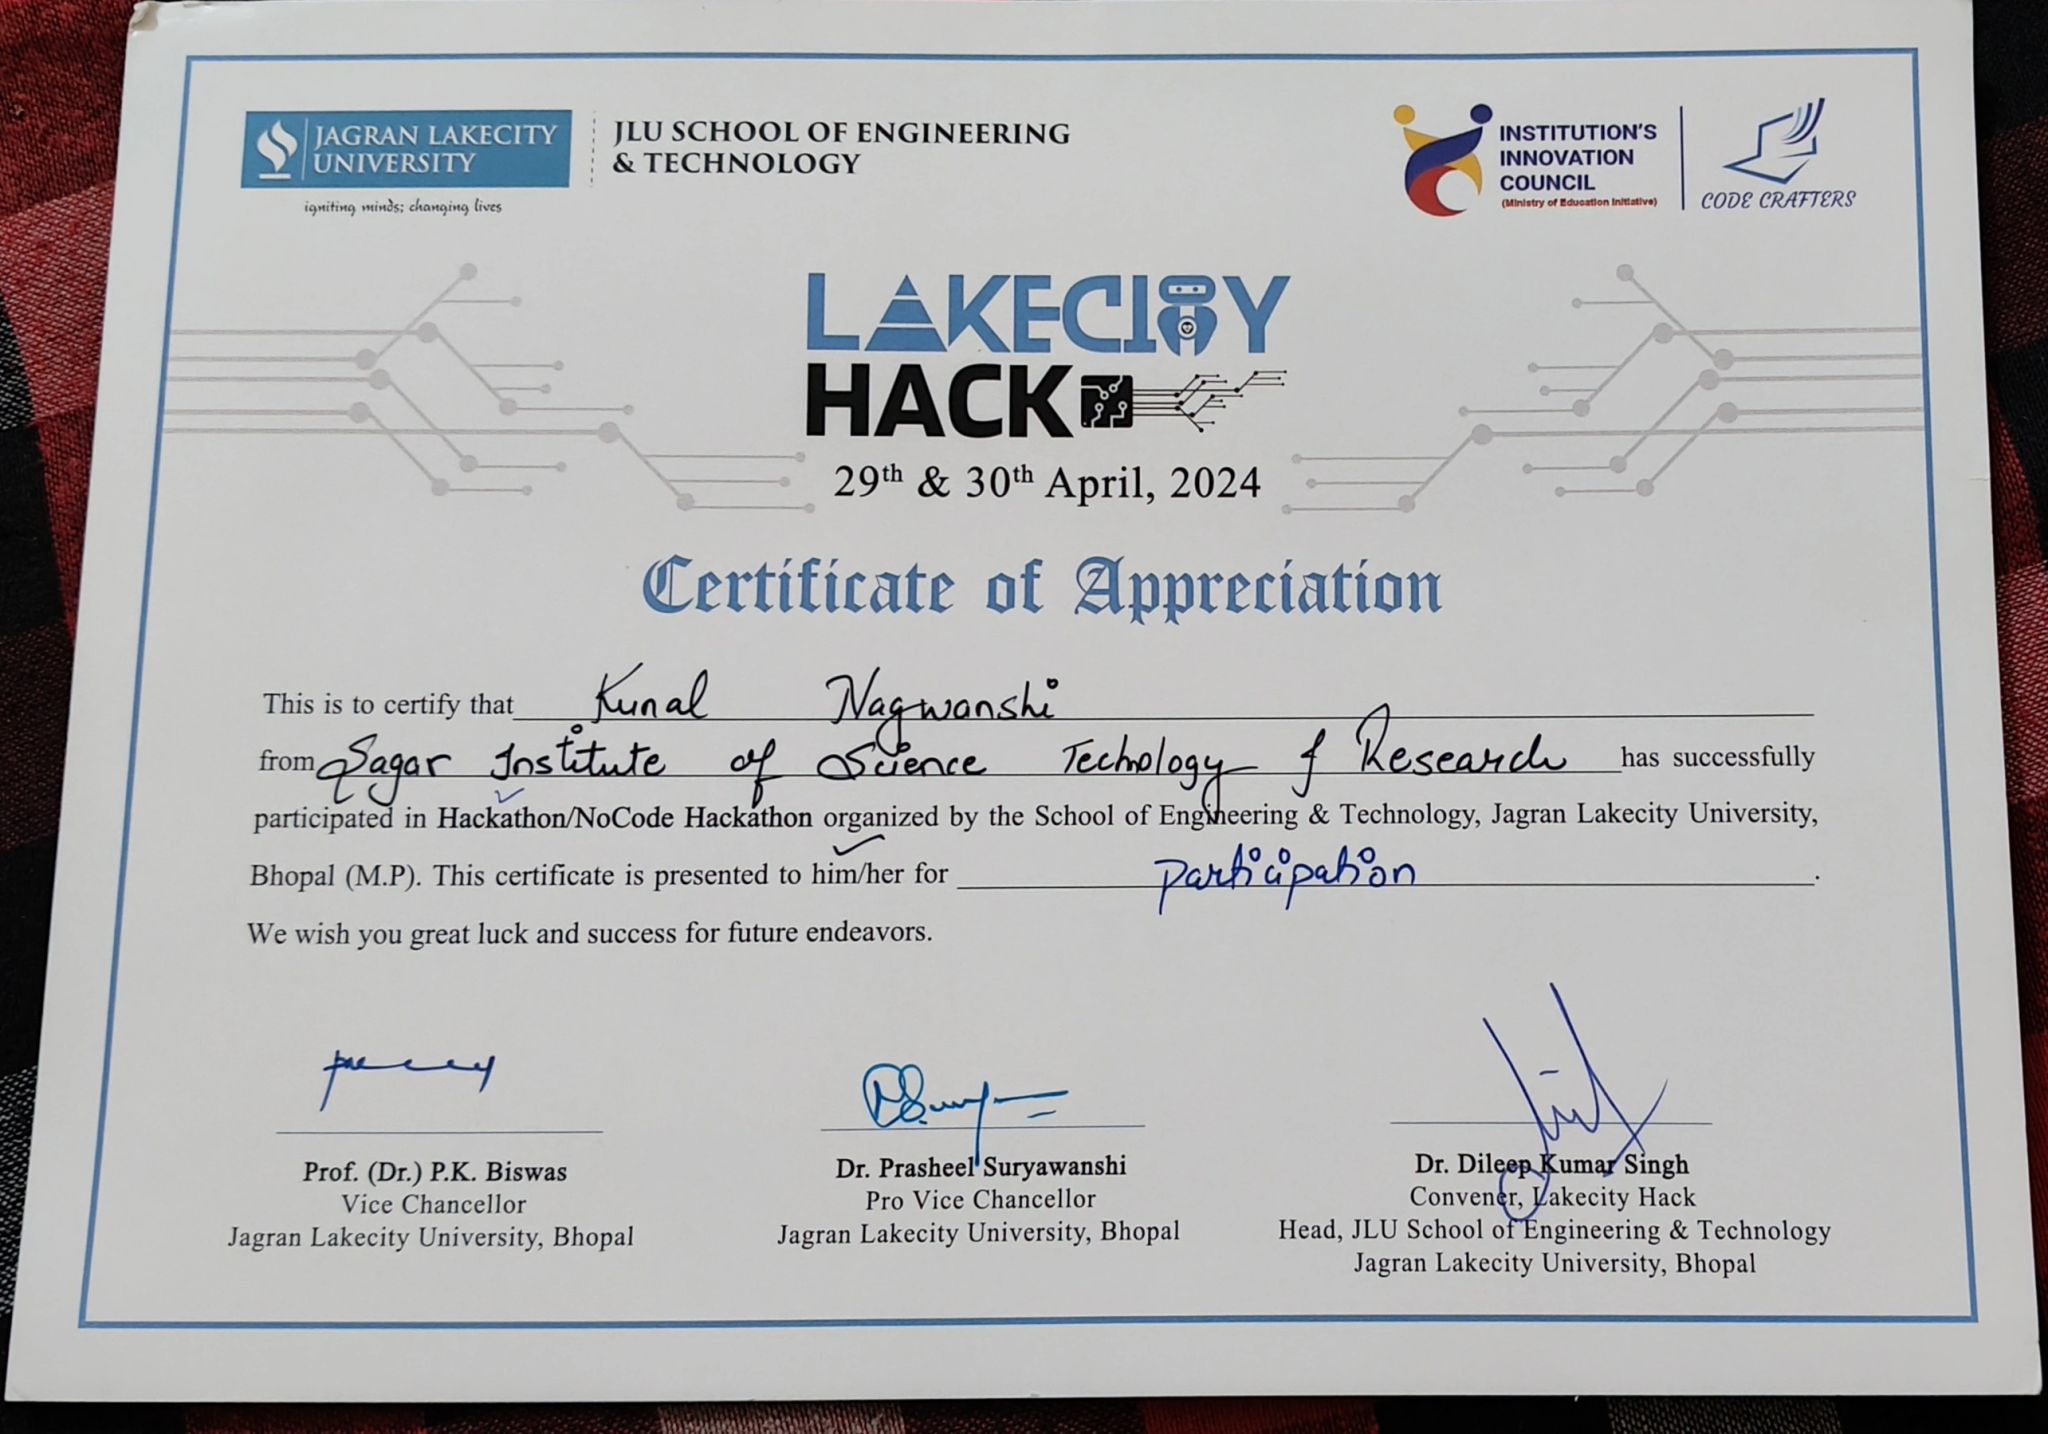 JAGRAN LAKECITY
UNIVERSITY
igniting minds; changing lives
JLU SCHOOL OF ENGINEERING
& TECHNOLOGY
INSTITUTION'S
INNOVATION
COUNCIL
(Ministry of Education Initiative)
CODE CRAFTERS
LAKECITY
HACK
29th & 30th April, 2024
Certificate of Appreciation
This is to certify that Kunal Nagwanshi
from Sagar Institute of Science Technology & Research has successfully
participated in Hackathon/NoCode Hackathon organized by the School of Engineering & Technology, Jagran Lakecity University,
Bhopal (M.P). This certificate is presented to him/her for Participation.
We wish you great luck and success for future endeavors.
Prof. (Dr.) P.K. Biswas
Vice Chancellor
Jagran Lakecity University, Bhopal
Dr. Prasheel Suryawanshi
Pro Vice Chancellor
Jagran Lakecity University, Bhopal
Dr. Dileep Kumar Singh
Convener, Lakecity Hack
Head, JLU School of Engineering & Technology
Jagran Lakecity University, Bhopal